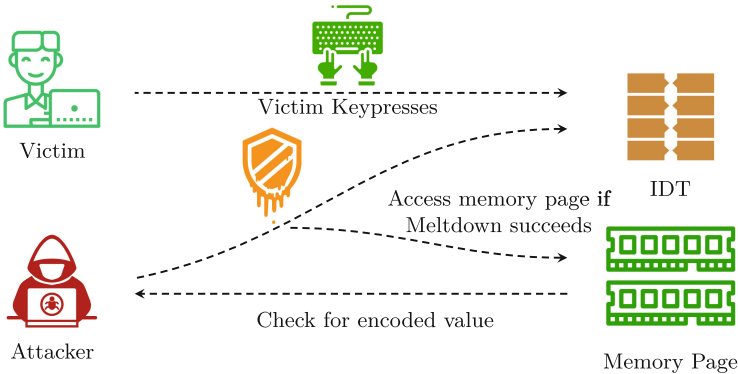 Victim Keypresses
Victim
IDT
Access memory page if
Meltdown succeeds
Check for encoded value
Attacker
Memory Page